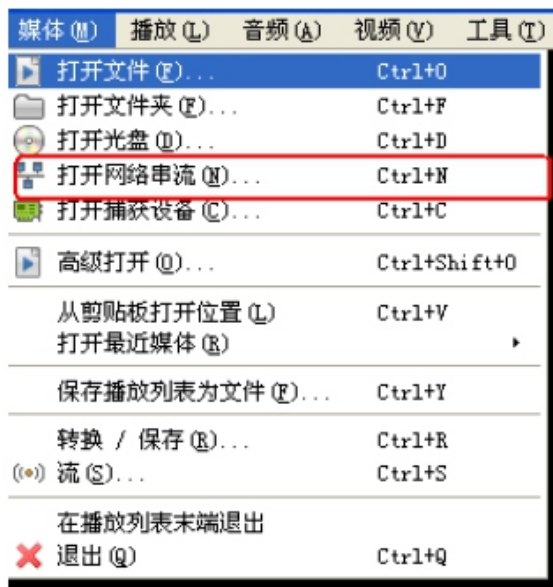 媒体(M) 播放(L) 音频(A) 视频(V) 工具(T)
打开文件(F)... Ctrl+O
打开文件夹(F)... Ctrl+F
打开光盘(D)... Ctrl+D
打开网络串流(N)... Ctrl+N
打开捕获设备(C)... Ctrl+C
高级打开(O)... Ctrl+Shift+O
从剪贴板打开位置(L) Ctrl+V
打开最近媒体(R)
保存播放列表为文件(F)... Ctrl+Y
转换 / 保存(R)... Ctrl+R
流(S)... Ctrl+S
在播放列表末端退出
退出(Q) Ctrl+Q